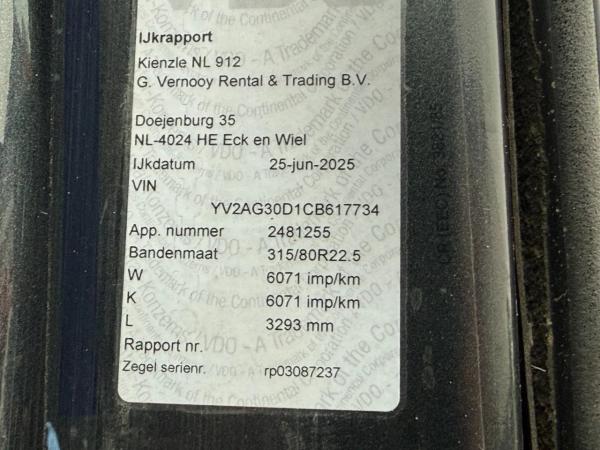 IJkrapport
Kienzle NL 912
G. Vernooy Rental & Trading B.V.
Doejenburg 35
NL-4024 HE Eck en Wiel
IJkdatum 25-jun-2025
VIN
YV2AG30D1CB617734
App. nummer 2481255
Bandenmaat 315/80R22.5
W 6071 imp/km
K 6071 imp/km
L 3293 mm
Rapport nr.
Zegel serienr. rp03087237